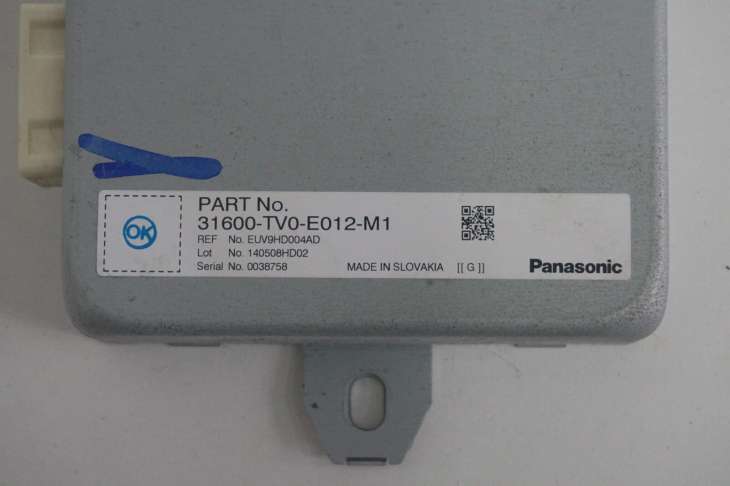 OK
PART No.
31600-TV0-E012-M1
REF No. EUV9HD004AD
Lot No. 140508HD02
Serial No. 0038758 MADE IN SLOVAKIA [[ G ]] Panasonic